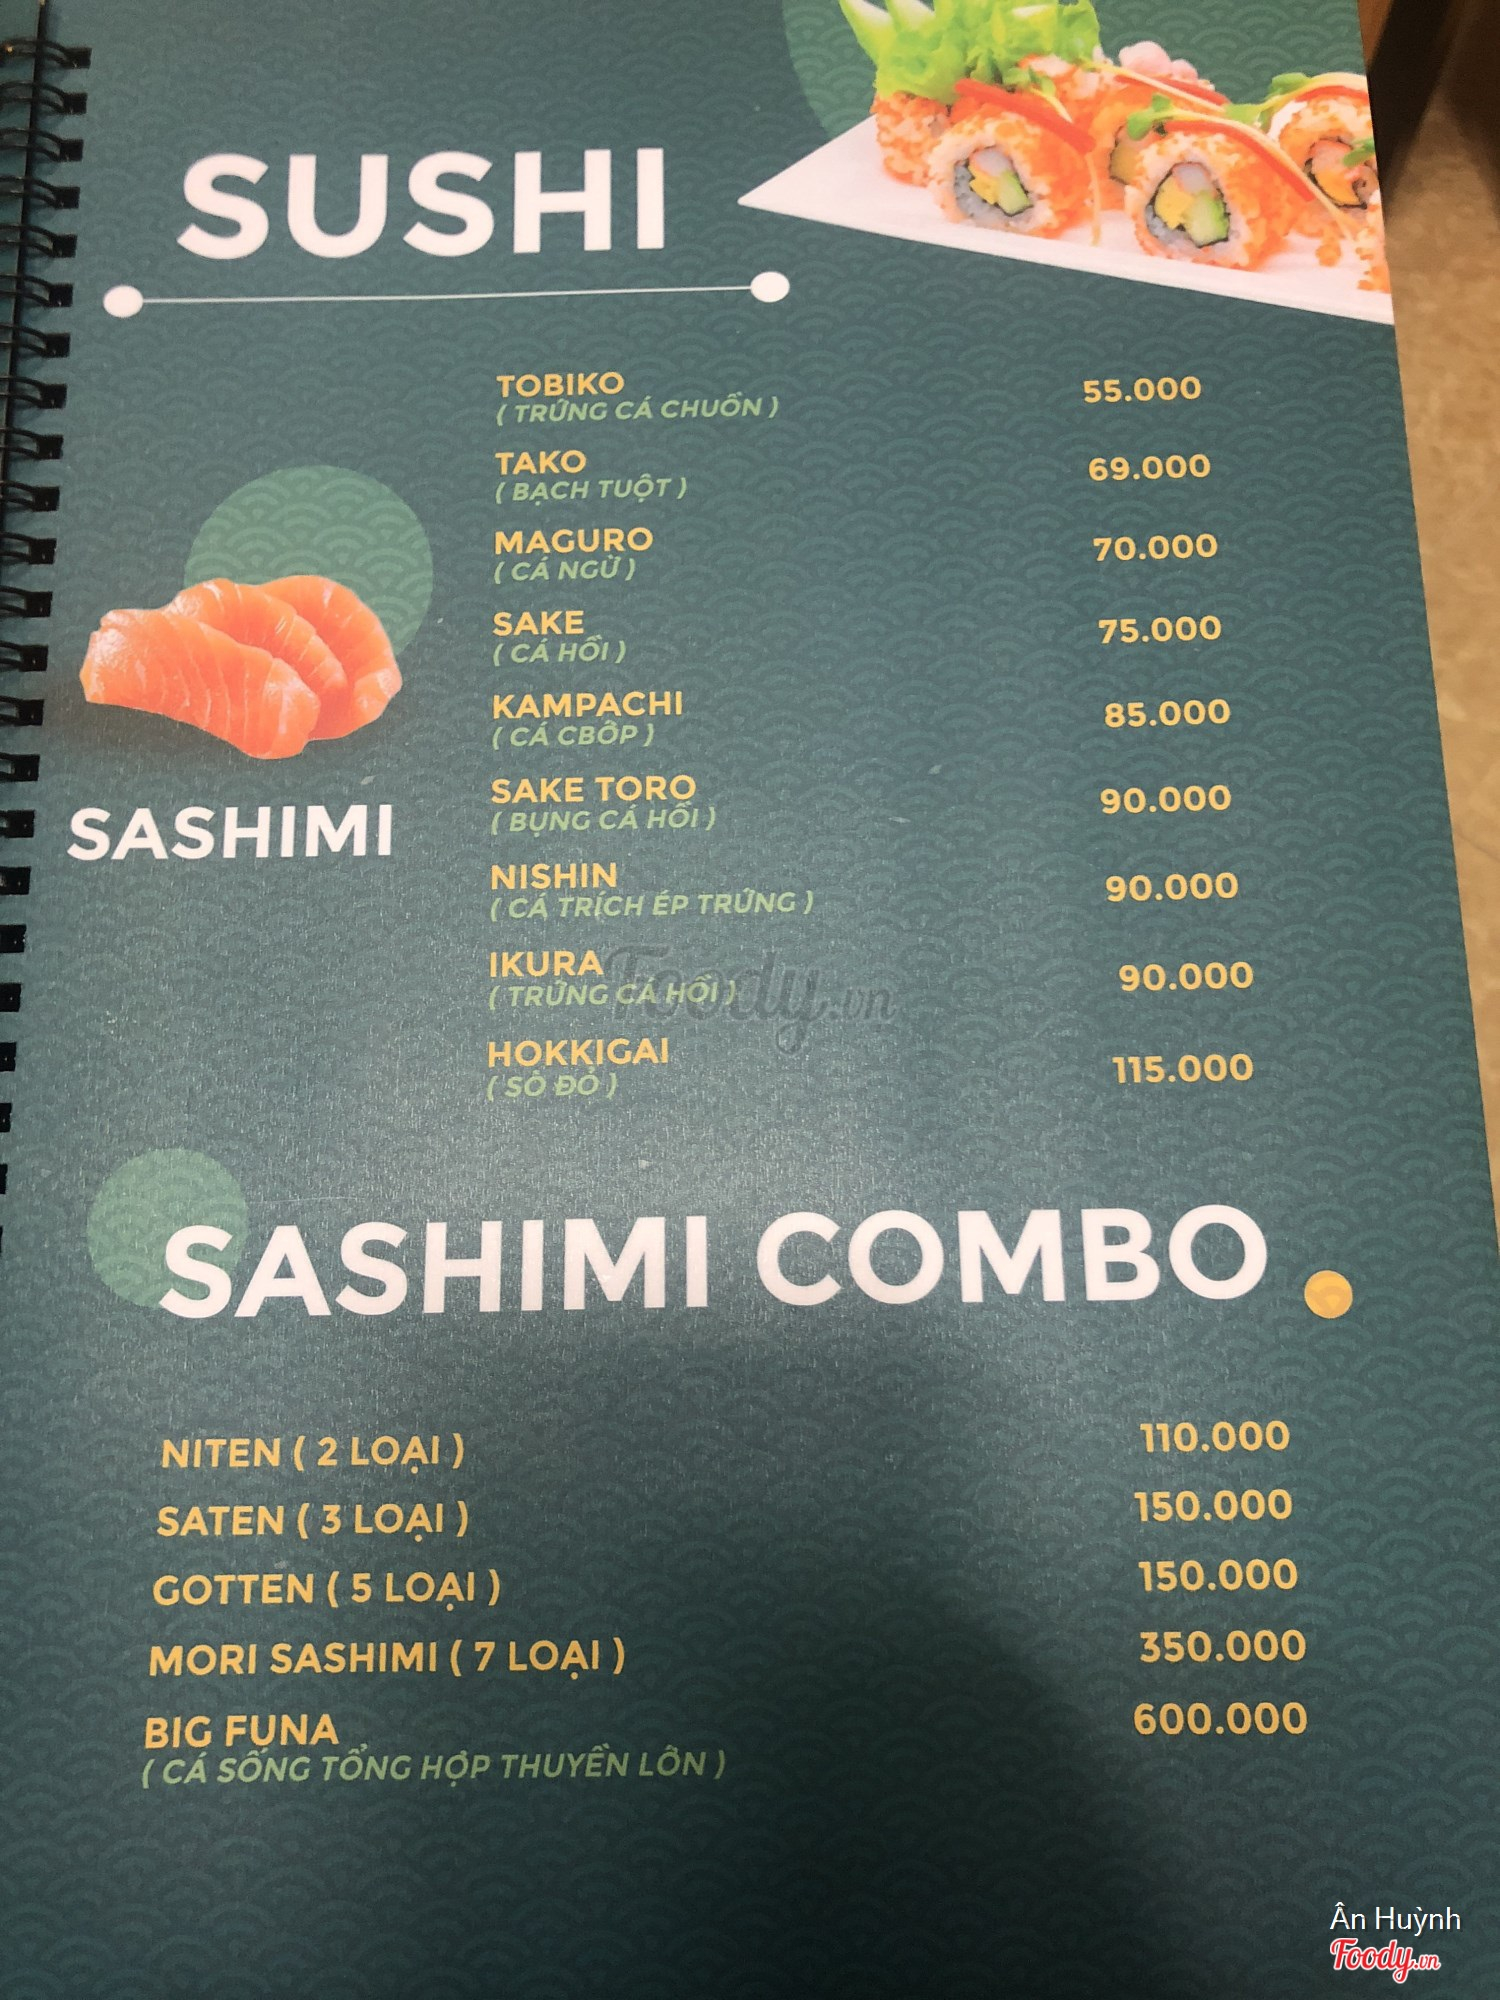 SUSHI
TOBIKO 55.000
( TRỨNG CÁ CHUỒN )
TAKO 69.000
( BẠCH TUỘT )
MAGURO 70.000
( CÁ NGỪ )
SAKE 75.000
( CÁ HỒI )
KAMPACHI 85.000
( CÁ CBỚP )
SAKE TORO 90.000
( BỤNG CÁ HỒI )
SASHIMI
NISHIN 90.000
( CÁ TRÍCH ÉP TRỨNG )
IKURA 90.000
( TRỨNG CÁ HỒI )
Foody.vn
HOKKIGAI 115.000
( SÒ ĐỎ )
SASHIMI COMBO
NITEN ( 2 LOẠI ) 110.000
SATEN ( 3 LOẠI ) 150.000
GOTTEN ( 5 LOẠI ) 150.000
MORI SASHIMI ( 7 LOẠI ) 350.000
BIG FUNA 600.000
( CÁ SỐNG TỔNG HỢP THUYỀN LỚN )
Ân Huỳnh
Foody.vn